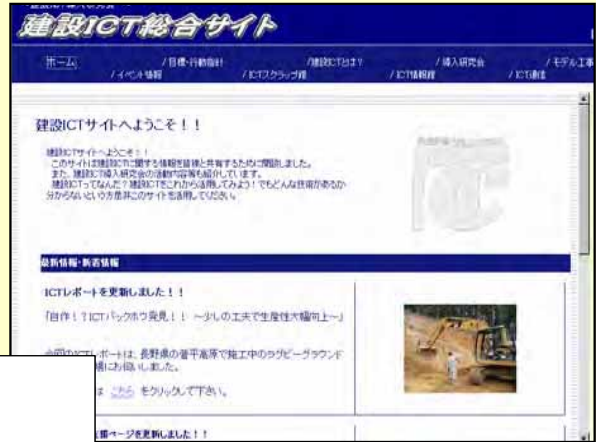 建設ICT総合サイト
ホーム / 目標・行動指針 /建設ICTとは? / 導入研究会 / モデル工事
/ イベント情報 / ICTスクラップ館 / ICT情報館 / ICT通信
建設ICTサイトへようこそ!!
建設ICTサイトへようこそ!!
このサイトは建設ICTに関する情報を皆様と共有するために開設しました。
また、建設ICT導入研究会の活動内容等も紹介しています。
建設ICTってなんだ?建設ICTをこれから活用してみよう!でもどんな技術があるか
分からないという方是非このサイトを活用してください。
最新情報・新着情報
ICTレポートを更新しました!!
「自作!?ICTバックホウ発見!! ~少しの工夫で生産性大幅向上~」
今回のICTレポートは、長野県の菅平高原で施工中のラグビーグラウンド
場にお伺いしました。
は こちら をクリックして下さい。
ページを更新しました!!